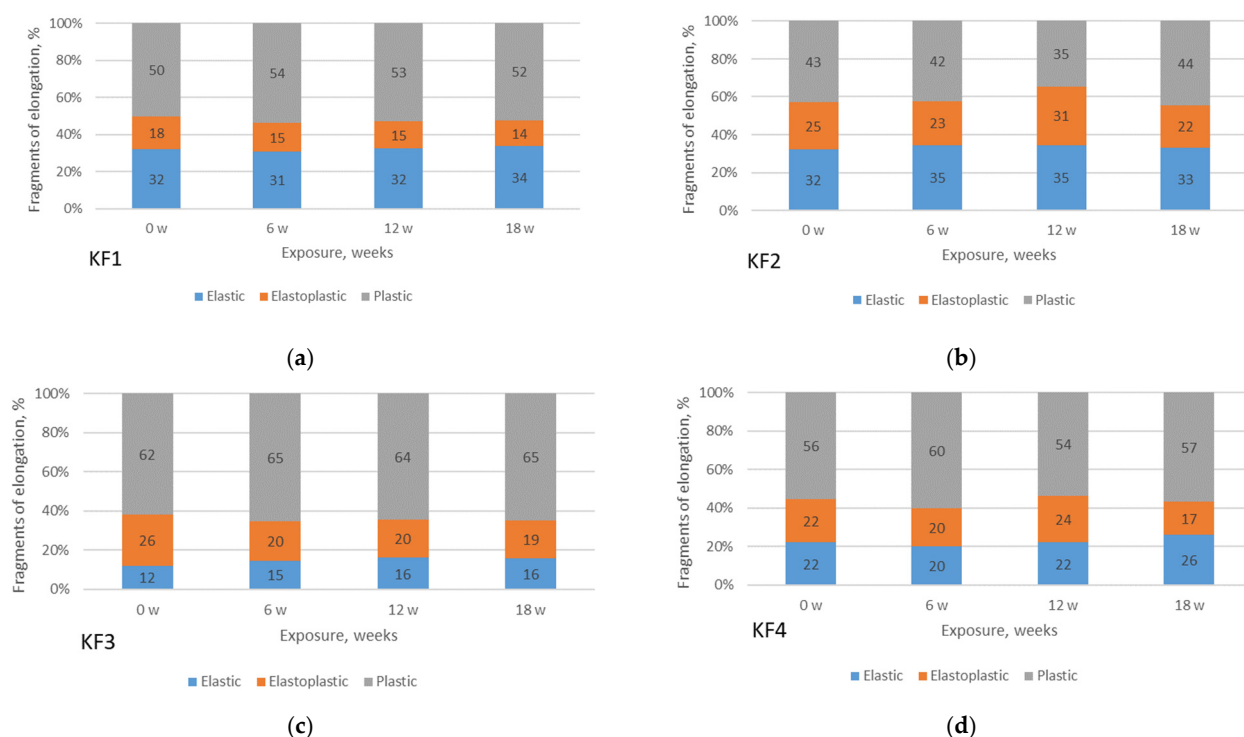 100%
80%
60%
40%
20%
0%
Fragments of elongation, %
50 54 53 52
18 15 15 14
32 31 32 34
0 w 6 w 12 w 18 w
Exposure, weeks
KF1
Elastic Elastoplastic Plastic
(a)
100%
80%
60%
40%
20%
0%
Fragments of elongation, %
43 42 35 44
25 23 31 22
32 35 35 33
0 w 6 w 12 w 18 w
Exposure, weeks
KF2
Elastic Elastoplastic Plastic
(b)
100%
80%
60%
40%
20%
0%
Fragments of elongation, %
62 65 64 65
26 20 20 19
12 15 16 16
0 w 6 w 12 w 18 w
Exposure, weeks
KF3
Elastic Elastoplastic Plastic
(c)
100%
80%
60%
40%
20%
0%
Fragments of elongation, %
56 60 54 57
22 20 24 17
22 20 22 26
0 w 6 w 12 w 18 w
Exposure, weeks
KF4
Elastic Elastoplastic Plastic
(d)